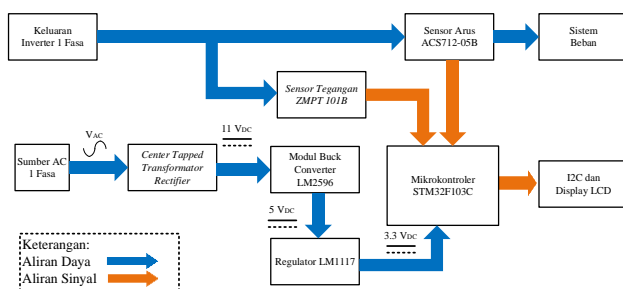 Keluaran
Inverter 1 Fasa
Sensor Arus
ACS712-05B
Sistem
Beban
Sensor Tegangan
ZMPT 101B
VAC
11 VDC
Sumber AC
1 Fasa
Center Tapped
Transformator
Rectifier
Modul Buck
Converter
LM2596
Mikrokontroler
STM32F103C
I2C dan
Display LCD
5 VDC
3.3 VDC
Regulator LM1117
Keterangan:
Aliran Daya
Aliran Sinyal